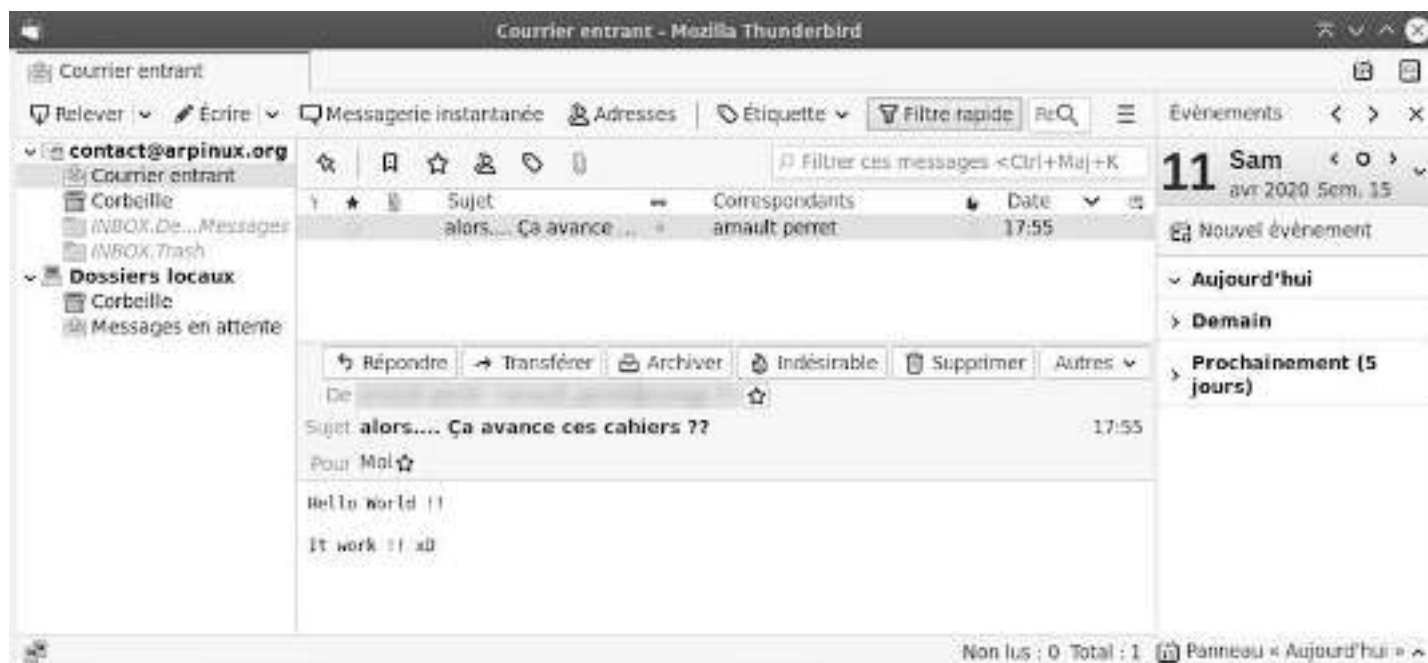 Courrier entrant - Mozilla Thunderbird
Courrier entrant
Relever Écrire Messagerie instantanée Adresses Étiquette Filtre rapide Évènements
contact@arpinux.org
Courrier entrant
Corbeille
INBOX.De...Messages
INBOX.Trash
Dossiers locaux
Corbeille
Messages en attente
Filtrer ces messages <Ctrl+Maj+K
Sujet Correspondants Date
alors.... Ça avance ... 17:55
Répondre Transférer Archiver Indésirable Supprimer Autres
De
Sujet alors.... Ça avance ces cahiers ?? 17:55
Pour Moi
Hello World !!
It work !! xD
11 Sam
avr 2020 Sem. 15
Nouvel évènement
Aujourd'hui
Demain
Prochainement (5
jours)
Non lus : 0 Total : 1 Panneau « Aujourd'hui »